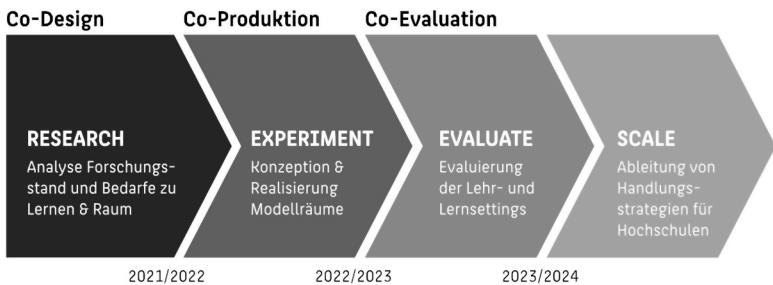 Co-Design
Co-Produktion
Co-Evaluation
RESEARCH
Analyse Forschungs-
stand und Bedarfe zu
Lernen & Raum
EXPERIMENT
Konzeption &
Realisierung
Modellräume
EVALUATE
Evaluierung
der Lehr- und
Lernsettings
SCALE
Ableitung von
Handlungs-
strategien für
Hochschulen
2021/2022
2022/2023
2023/2024